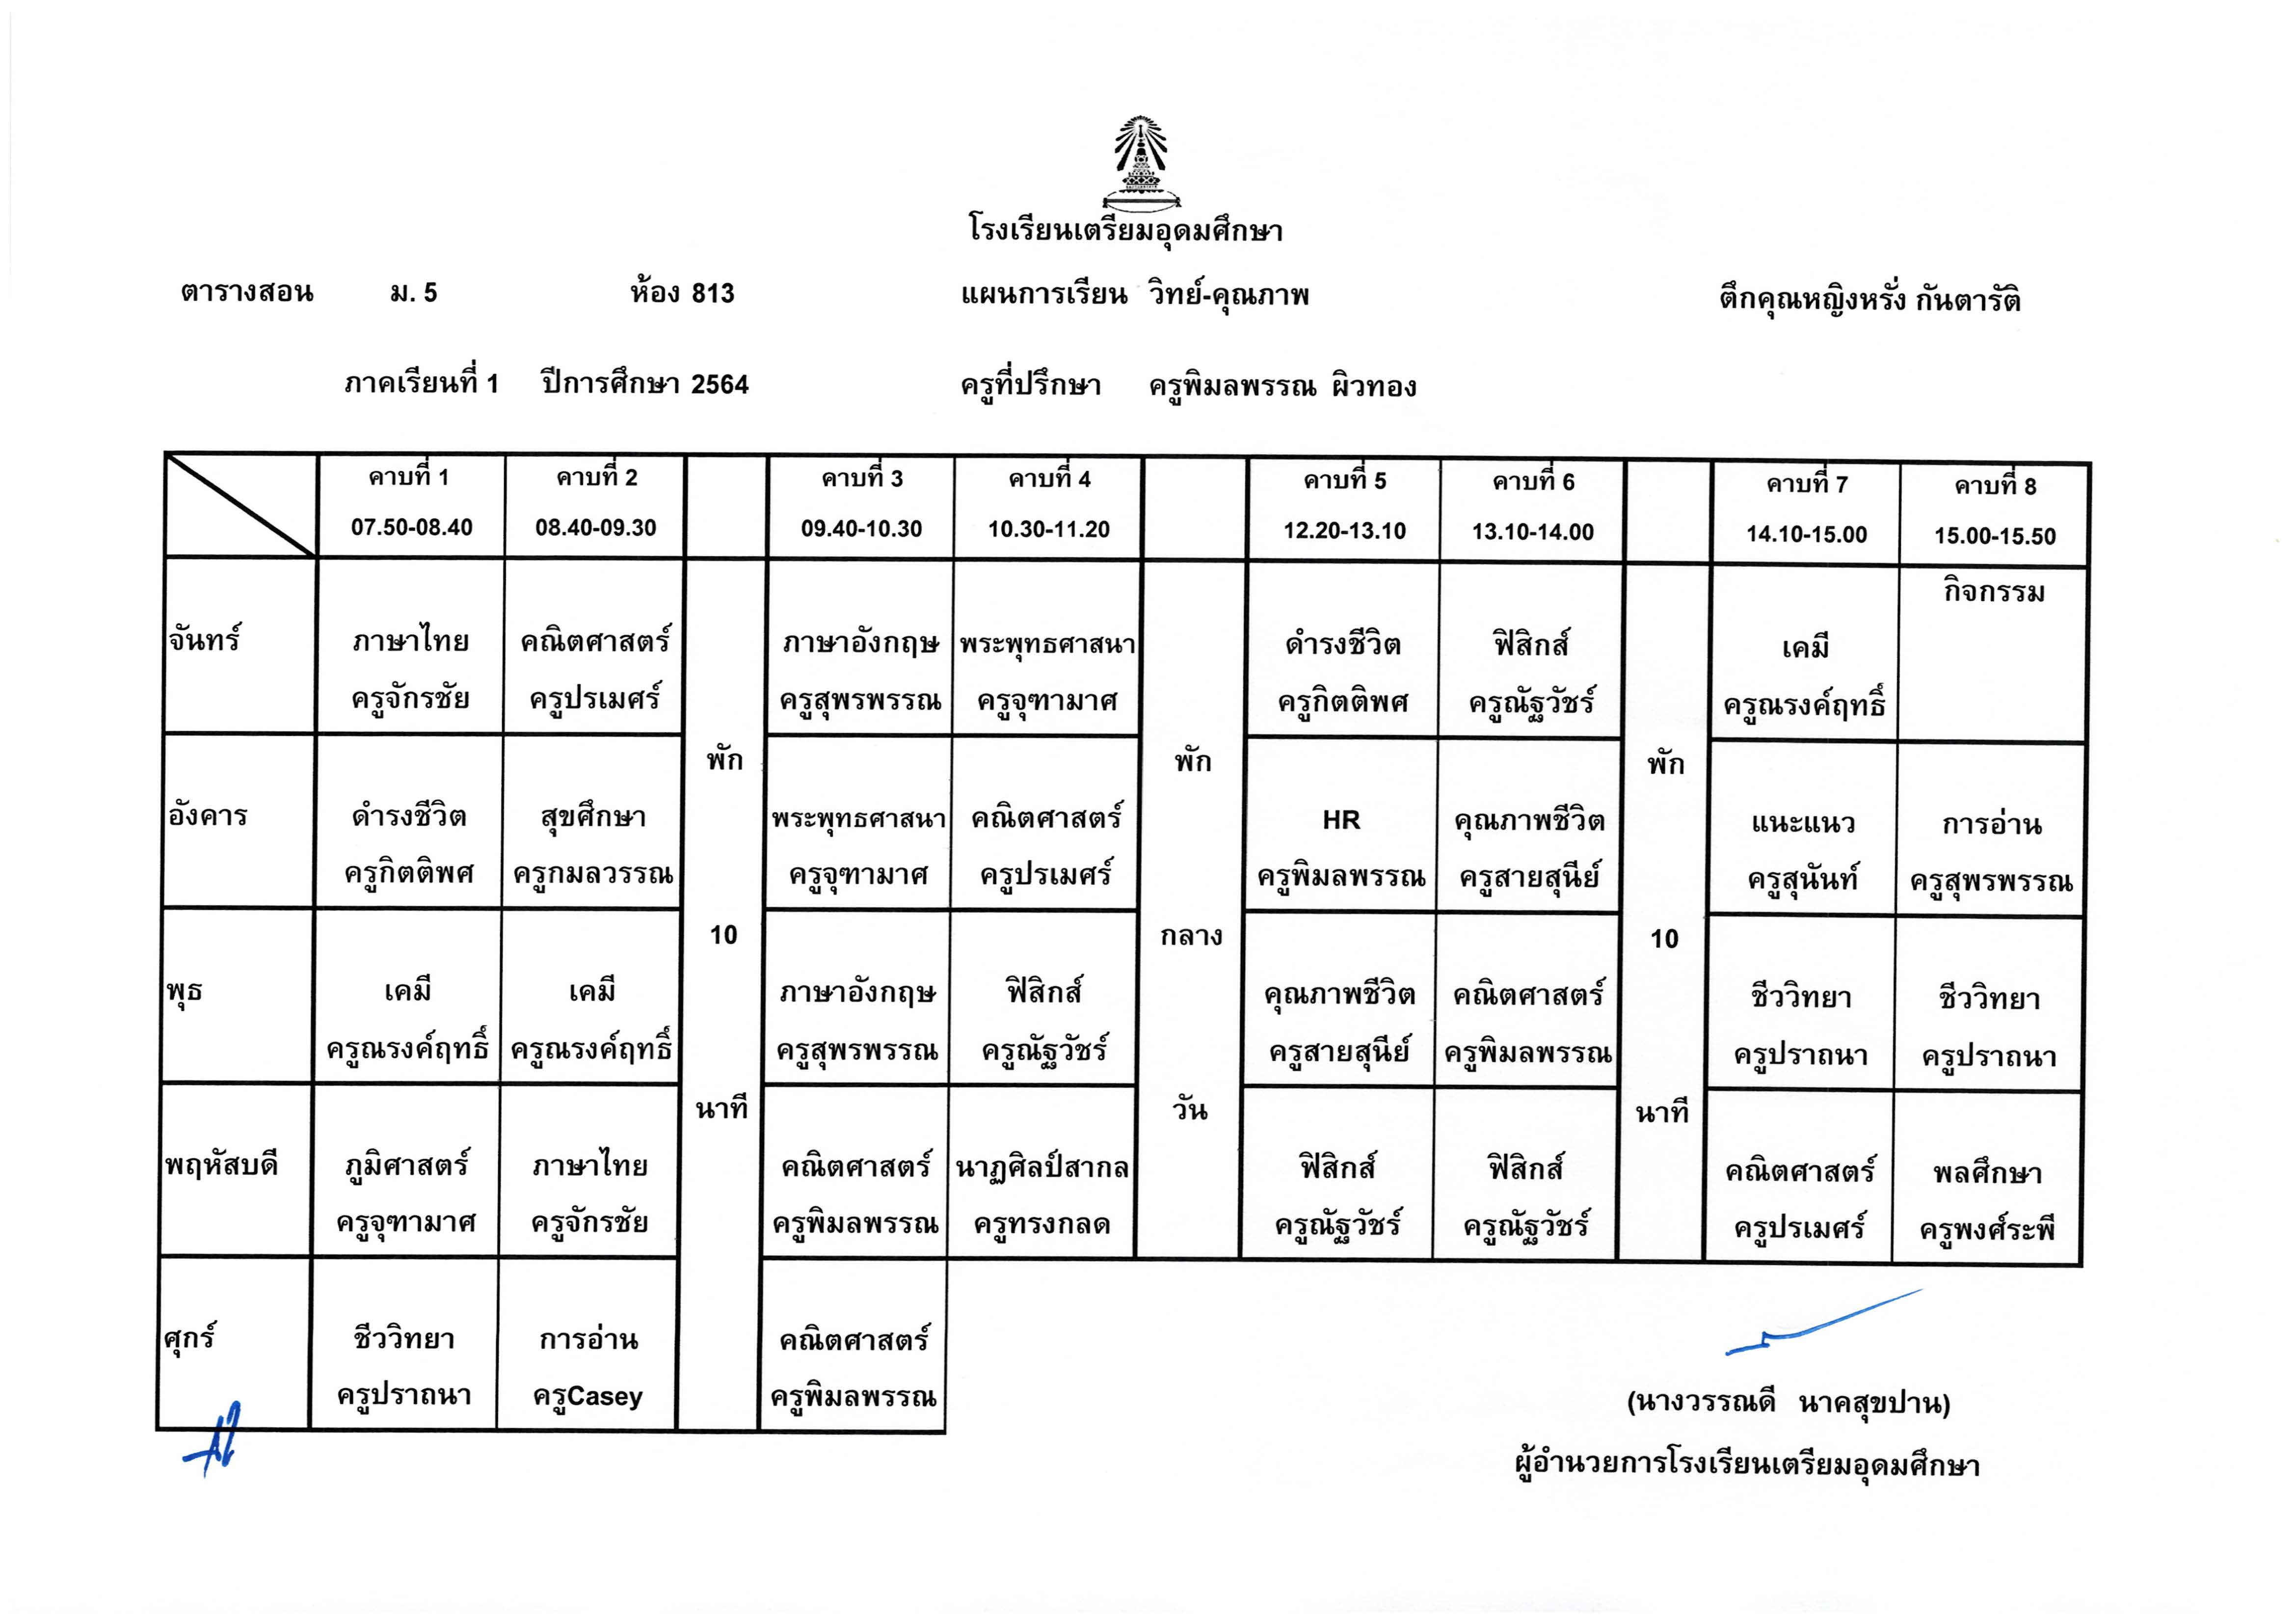 โรงเรียนเตรียมอุดมศึกษา
ตารางสอน ม. 5 ห้อง 813 แผนการเรียน วิทย์-คุณภาพ ตึกคุณหญิงหรั่ง กันตารัติ
ภาคเรียนที่ 1 ปีการศึกษา 2564 ครูที่ปรึกษา ครูพิมลพรรณ ผิวทอง
คาบที่ 1 คาบที่ 2 คาบที่ 3 คาบที่ 4 คาบที่ 5 คาบที่ 6 คาบที่ 7 คาบที่ 8
07.50-08.40 08.40-09.30 09.40-10.30 10.30-11.20 12.20-13.10 13.10-14.00 14.10-15.00 15.00-15.50
กิจกรรม
จันทร์ ภาษาไทย คณิตศาสตร์ ภาษาอังกฤษ พระพุทธศาสนา ดำรงชีวิต ฟิสิกส์ เคมี
ครูจักรชัย ครูปรเมศร์ ครูสุพรพรรณ ครูจุฑามาศ ครูกิตติพศ ครูณัฐวัชร์ ครูณรงค์ฤทธิ์
พัก พัก พัก
อังคาร ดำรงชีวิต สุขศึกษา พระพุทธศาสนา คณิตศาสตร์ HR คุณภาพชีวิต แนะแนว การอ่าน
ครูกิตติพศ ครูกมลวรรณ ครูจุฑามาศ ครูปรเมศร์ ครูพิมลพรรณ ครูสายสุนีย์ ครูสุนันท์ ครูสุพรพรรณ
10 กลาง 10
พุธ เคมี เคมี ภาษาอังกฤษ ฟิสิกส์ คุณภาพชีวิต คณิตศาสตร์ ชีววิทยา ชีววิทยา
ครูณรงค์ฤทธิ์ ครูณรงค์ฤทธิ์ ครูสุพรพรรณ ครูณัฐวัชร์ ครูสายสุนีย์ ครูพิมลพรรณ ครูปราถนา ครูปราถนา
นาที วัน นาที
พฤหัสบดี ภูมิศาสตร์ ภาษาไทย คณิตศาสตร์ นาฏศิลป์สากล ฟิสิกส์ ฟิสิกส์ คณิตศาสตร์ พลศึกษา
ครูจุฑามาศ ครูจักรชัย ครูพิมลพรรณ ครูทรงกลด ครูณัฐวัชร์ ครูณัฐวัชร์ ครูปรเมศร์ ครูพงศ์ระพี
ศุกร์ ชีววิทยา การอ่าน คณิตศาสตร์
ครูปราถนา ครูCasey ครูพิมลพรรณ
(นางวรรณดี นาคสุขปาน)
ผู้อำนวยการโรงเรียนเตรียมอุดมศึกษา